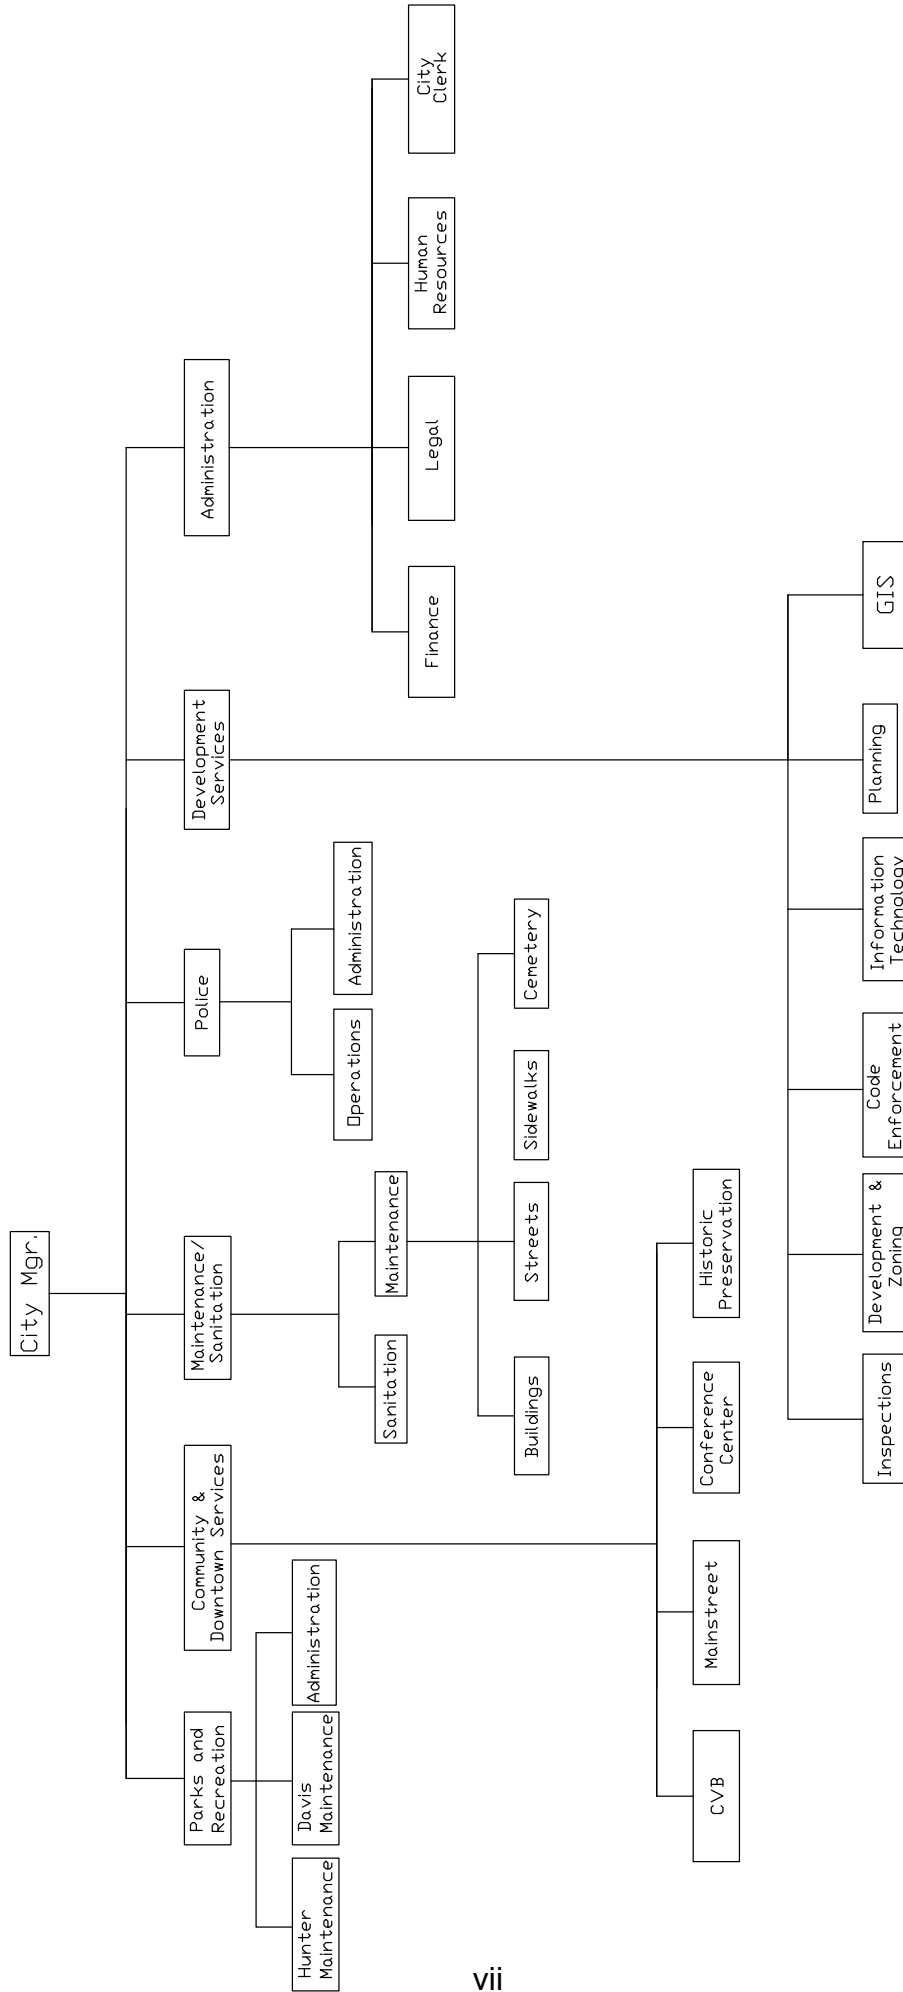 City Mgr.
Parks and
Recreation
Community &
Downtown Services
Maintenance/
Sanitation
Police
Development
Services
Administration
Hunter
Maintenance
Davis
Maintenance
Administration
Sanitation
Maintenance
Operations
Administration
Finance
Legal
Human
Resources
City
Clerk
Buildings
Streets
Sidewalks
Cemetery
CVB
Mainstreet
Conference
Center
Historic
Preservation
Inspections
Development &
Zoning
Code
Enforcement
Information
Technology
Planning
GIS
vii